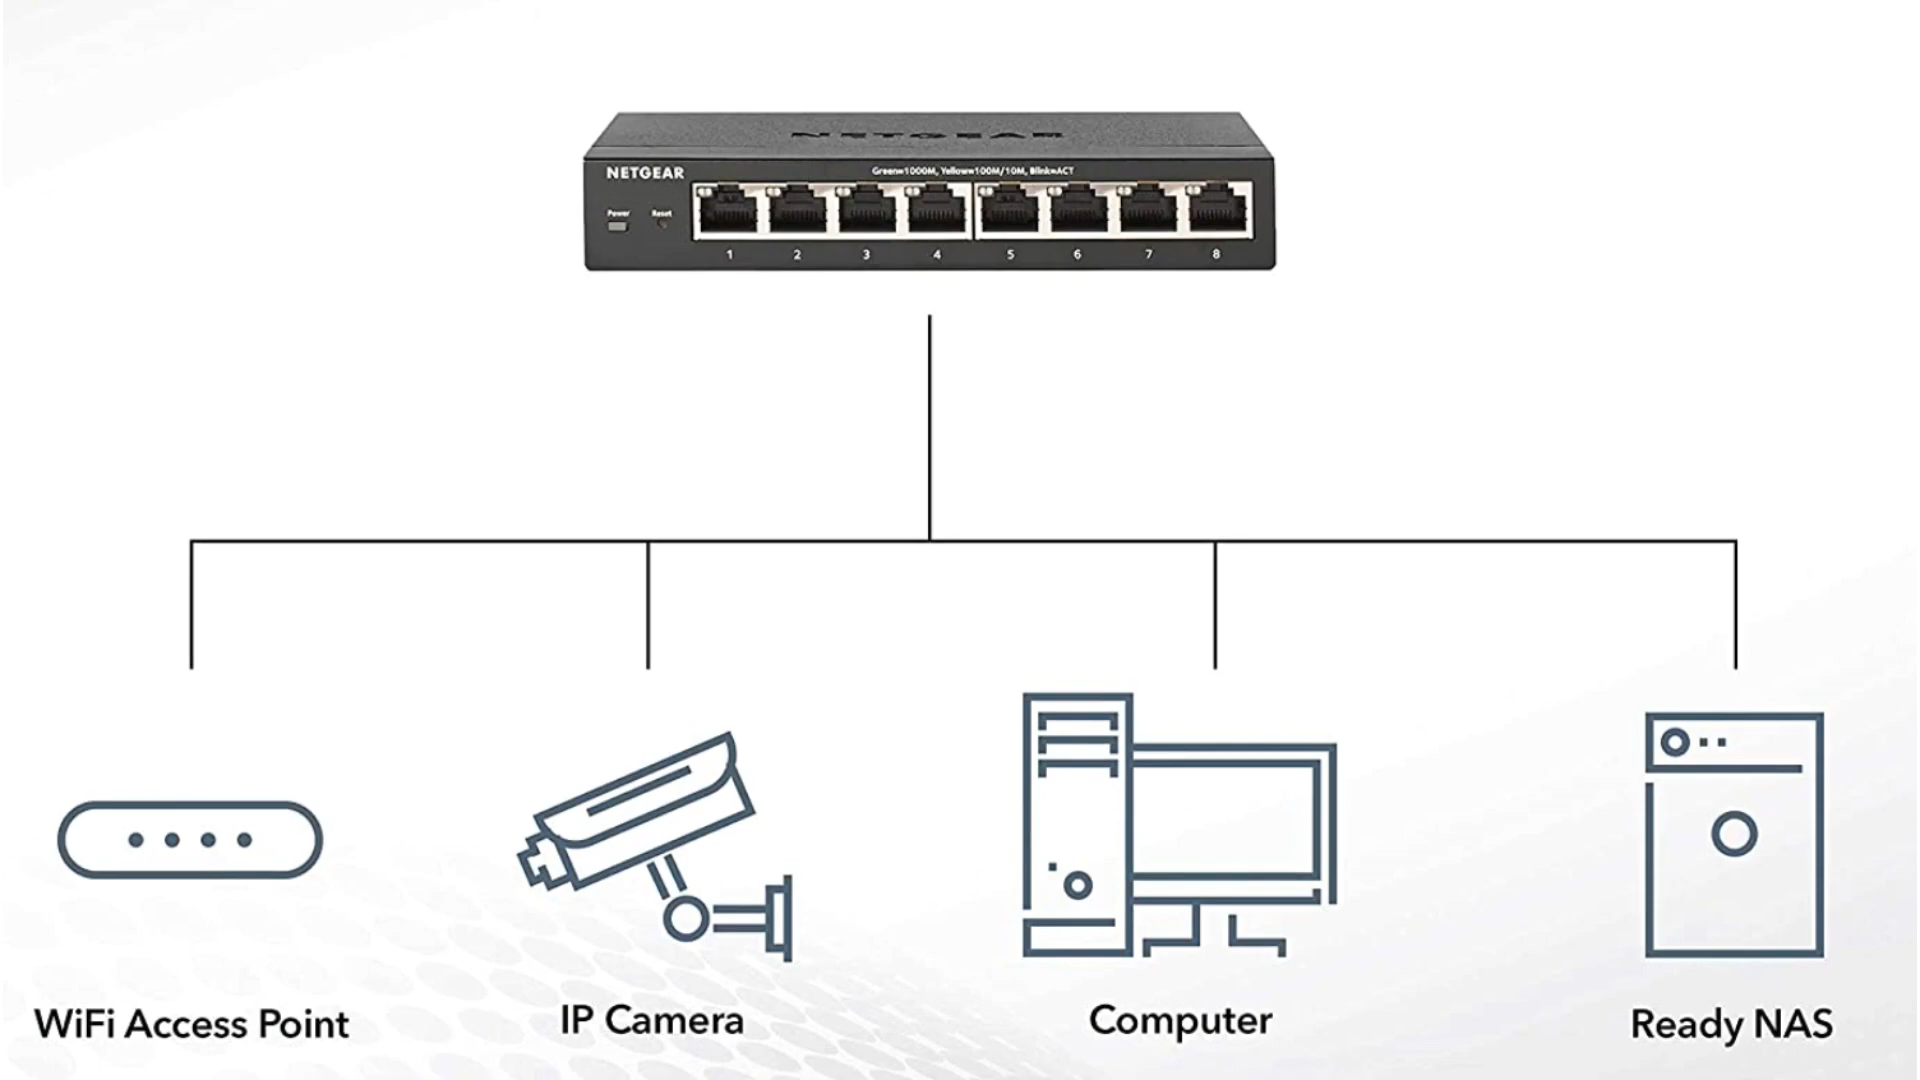 NETGEAR
NETGEAR
Green=1000M, Yellow=100M/10M, Blink=ACT
Power
Reset
1 2 3 4 5 6 7 8
WiFi Access Point
IP Camera
Computer
Ready NAS